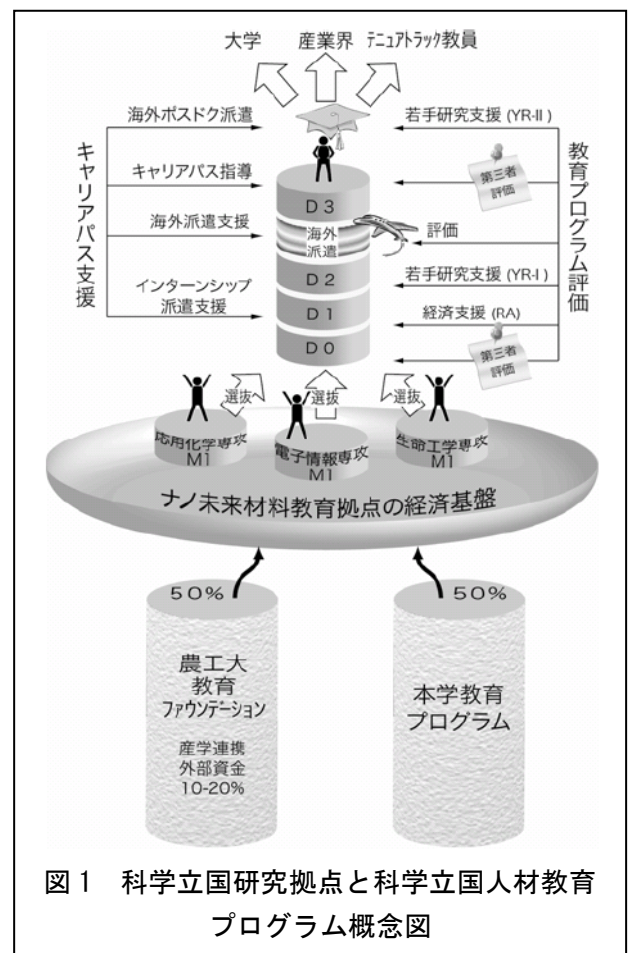 大学 産業界 テニュアトラック教員
海外ポスドク派遣
キャリアパス指導
海外派遣支援
インターンシップ
派遣支援
キャリアパス支援
D3
海外
派遣
D2
D1
D0
若手研究支援 (YR-II)
第三者
評価
評価
若手研究支援 (YR-I)
経済支援 (RA)
第三者
評価
教育プログラム評価
選抜
選抜
選抜
応用化学専攻
M1
電子情報専攻
M1
生命工学専攻
M1
ナノ未来材料教育拠点の経済基盤
50%
農工大
教育
ファウンデーション
産学連携
外部資金
10-20%
50%
本学教育
プログラム
図1 科学立国研究拠点と科学立国人材教育
プログラム概念図